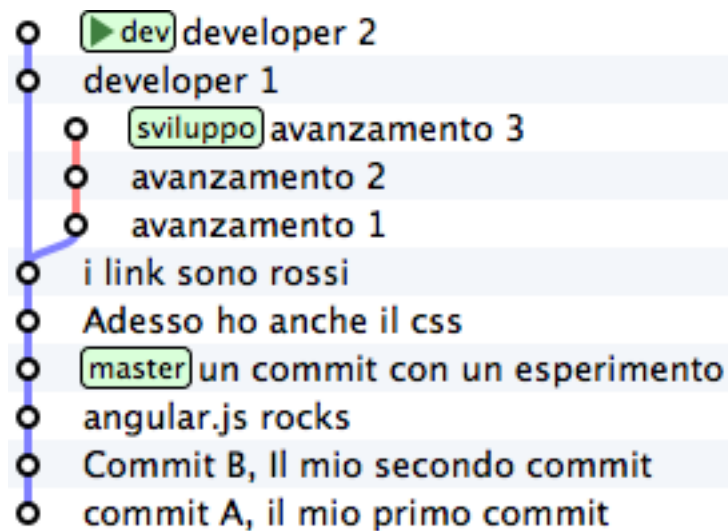 dev developer 2
developer 1
sviluppo avanzamento 3
avanzamento 2
avanzamento 1
i link sono rossi
Adesso ho anche il css
master un commit con un esperimento
angular.js rocks
Commit B, Il mio secondo commit
commit A, il mio primo commit